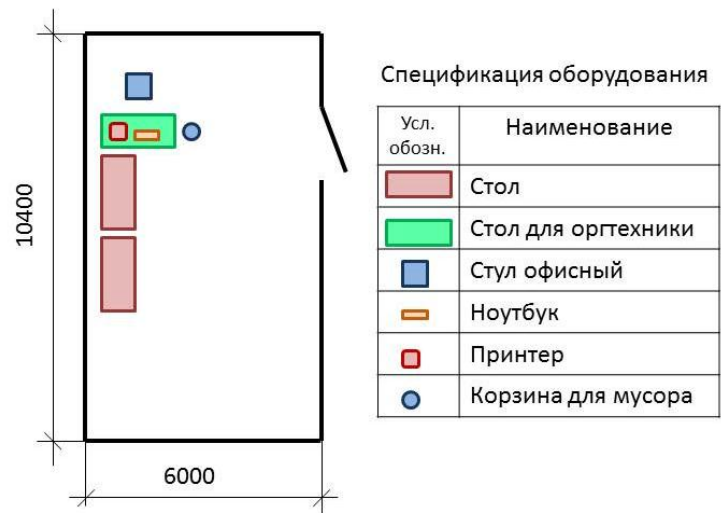 Спецификация оборудования
Усл.
обозн.
Наименование
Стол
Стол для оргтехники
Стул офисный
Ноутбук
Принтер
Корзина для мусора
10400
6000